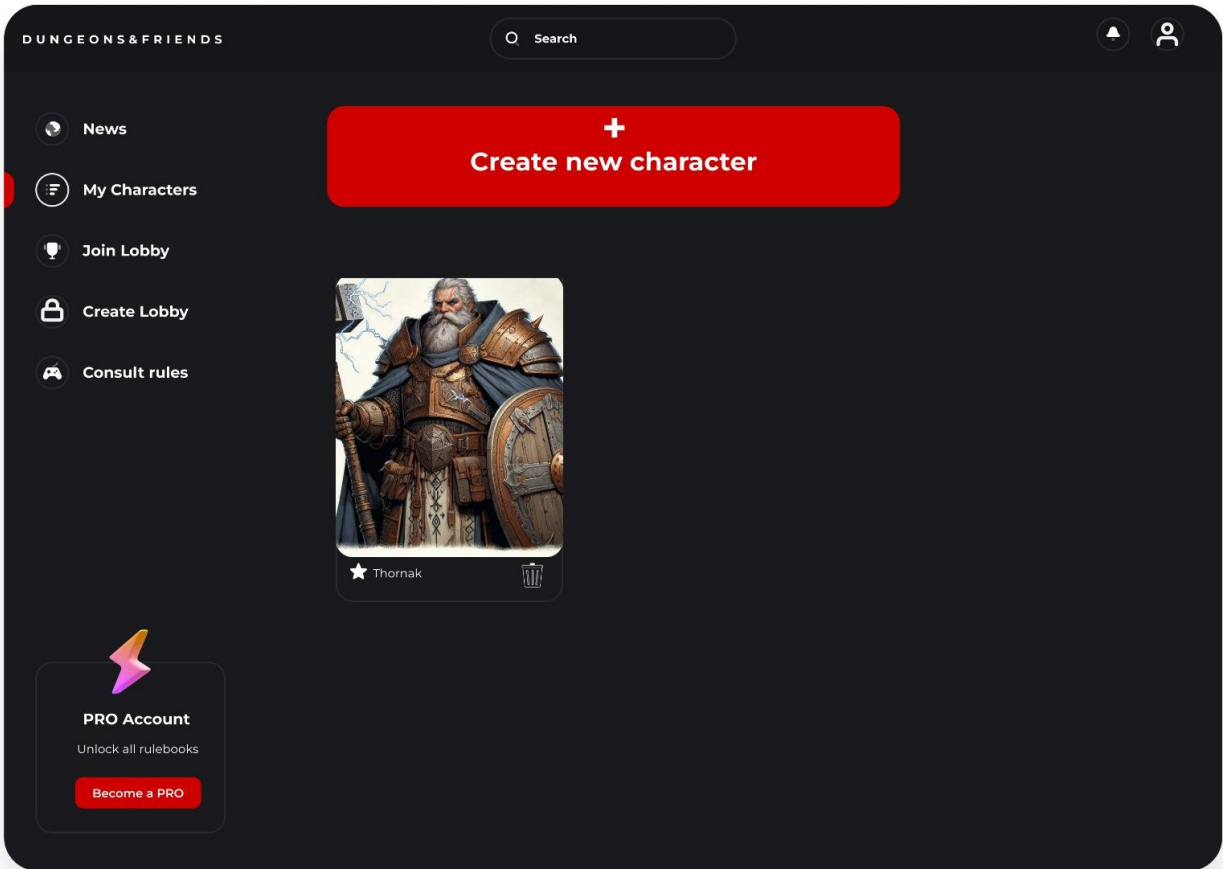 DUNGEONS&FRIENDS
Search
News
My Characters
Join Lobby
Create Lobby
Consult rules
+
Create new character
Thornak
PRO Account
Unlock all rulebooks
Become a PRO